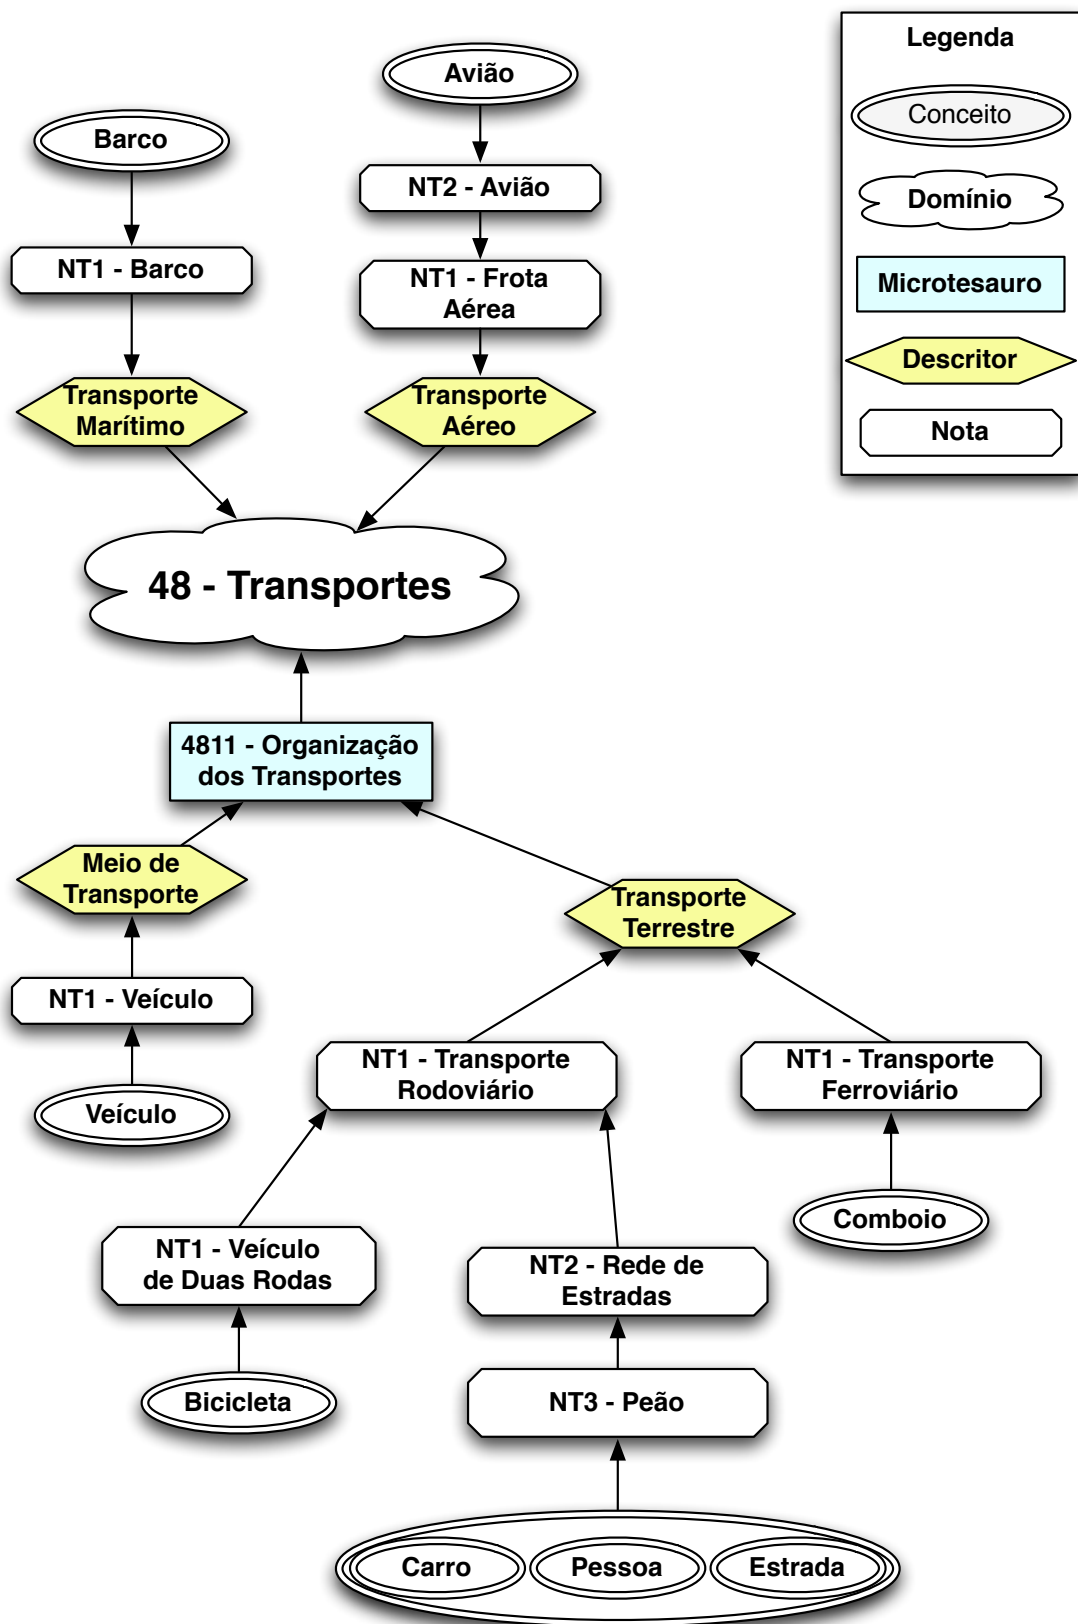 Legenda
Conceito
Domínio
Microtesauro
Descritor
Nota
Avião
Barco
NT2 - Avião
NT1 - Barco
NT1 - Frota
Aérea
Transporte
Marítimo
Transporte
Aéreo
48 - Transportes
4811 - Organização
dos Transportes
Meio de
Transporte
Transporte
Terrestre
NT1 - Veículo
Veículo
NT1 - Transporte
Rodoviário
NT1 - Transporte
Ferroviário
Comboio
NT1 - Veículo
de Duas Rodas
NT2 - Rede de
Estradas
Bicicleta
NT3 - Peão
Carro
Pessoa
Estrada